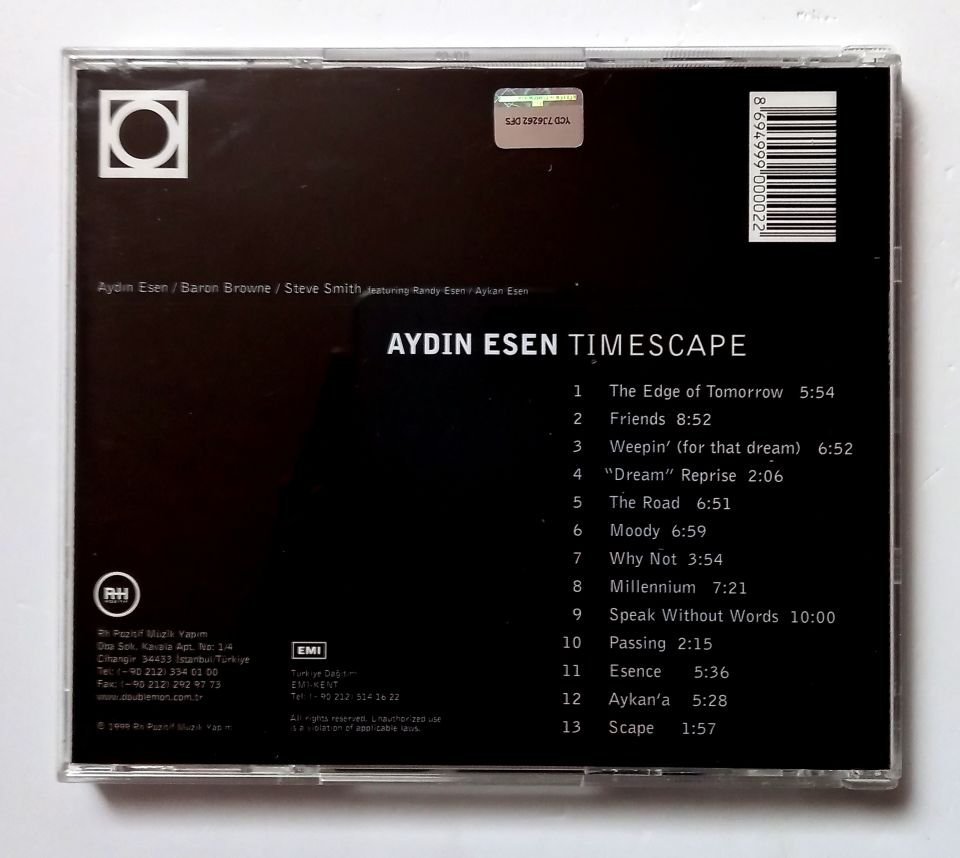 YCD 736262 DFS
8 694999 000022
Aydın Esen / Baron Browne / Steve Smith featuring Randy Esen / Aykan Esen
AYDIN ESEN TIMESCAPE
1 The Edge of Tomorrow 5:54
2 Friends 8:52
3 Weepin' (for that dream) 6:52
4 "Dream" Reprise 2:06
5 The Road 6:51
6 Moody 6:59
7 Why Not 3:54
8 Millennium 7:21
9 Speak Without Words 10:00
10 Passing 2:15
11 Esence 5:36
12 Aykan'a 5:28
13 Scape 1:57
RH
POZİTİF
Rh Pozitif Müzik Yapım
Oba Sok. Kavala Apt. No: 1/4
Cihangir 34433 İstanbul/Türkiye
Tel: (+90 212) 334 01 00
Fax: (+90 212) 292 97 73
www.doublemoon.com.tr
© 1999 Rh Pozitif Müzik Yapım
EMI
Türkiye Dağıtım
EMI-KENT
Tel: (+90 212) 514 16 22
All rights reserved. Unauthorized use
is a violation of applicable laws.